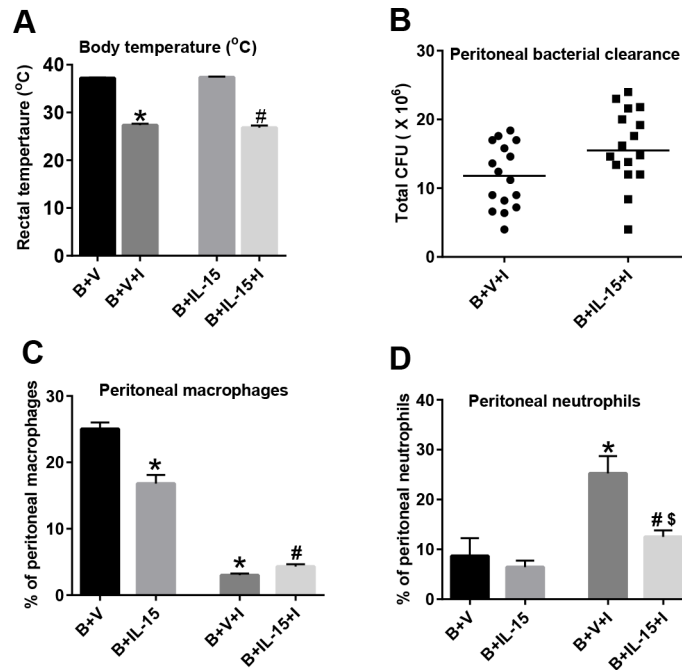 A
Body temperature (°C)
Rectal tempertaure (°C)
40
30
20
10
0
*
#
B+V
B+V+I
B+IL-15
B+IL-15+I
B
Peritoneal bacterial clearance
Total CFU ( X 10⁶)
30
20
10
0
B+V+I
B+IL-15+I
C
Peritoneal macrophages
% of peritoneal macrophages
30
20
10
0
*
*
#
B+V
B+IL-15
B+V+I
B+IL-15+I
D
Peritoneal neutrophils
% of peritoneal neutrophils
40
30
20
10
0
*
# $
B+V
B+IL-15
B+V+I
B+IL-15+I